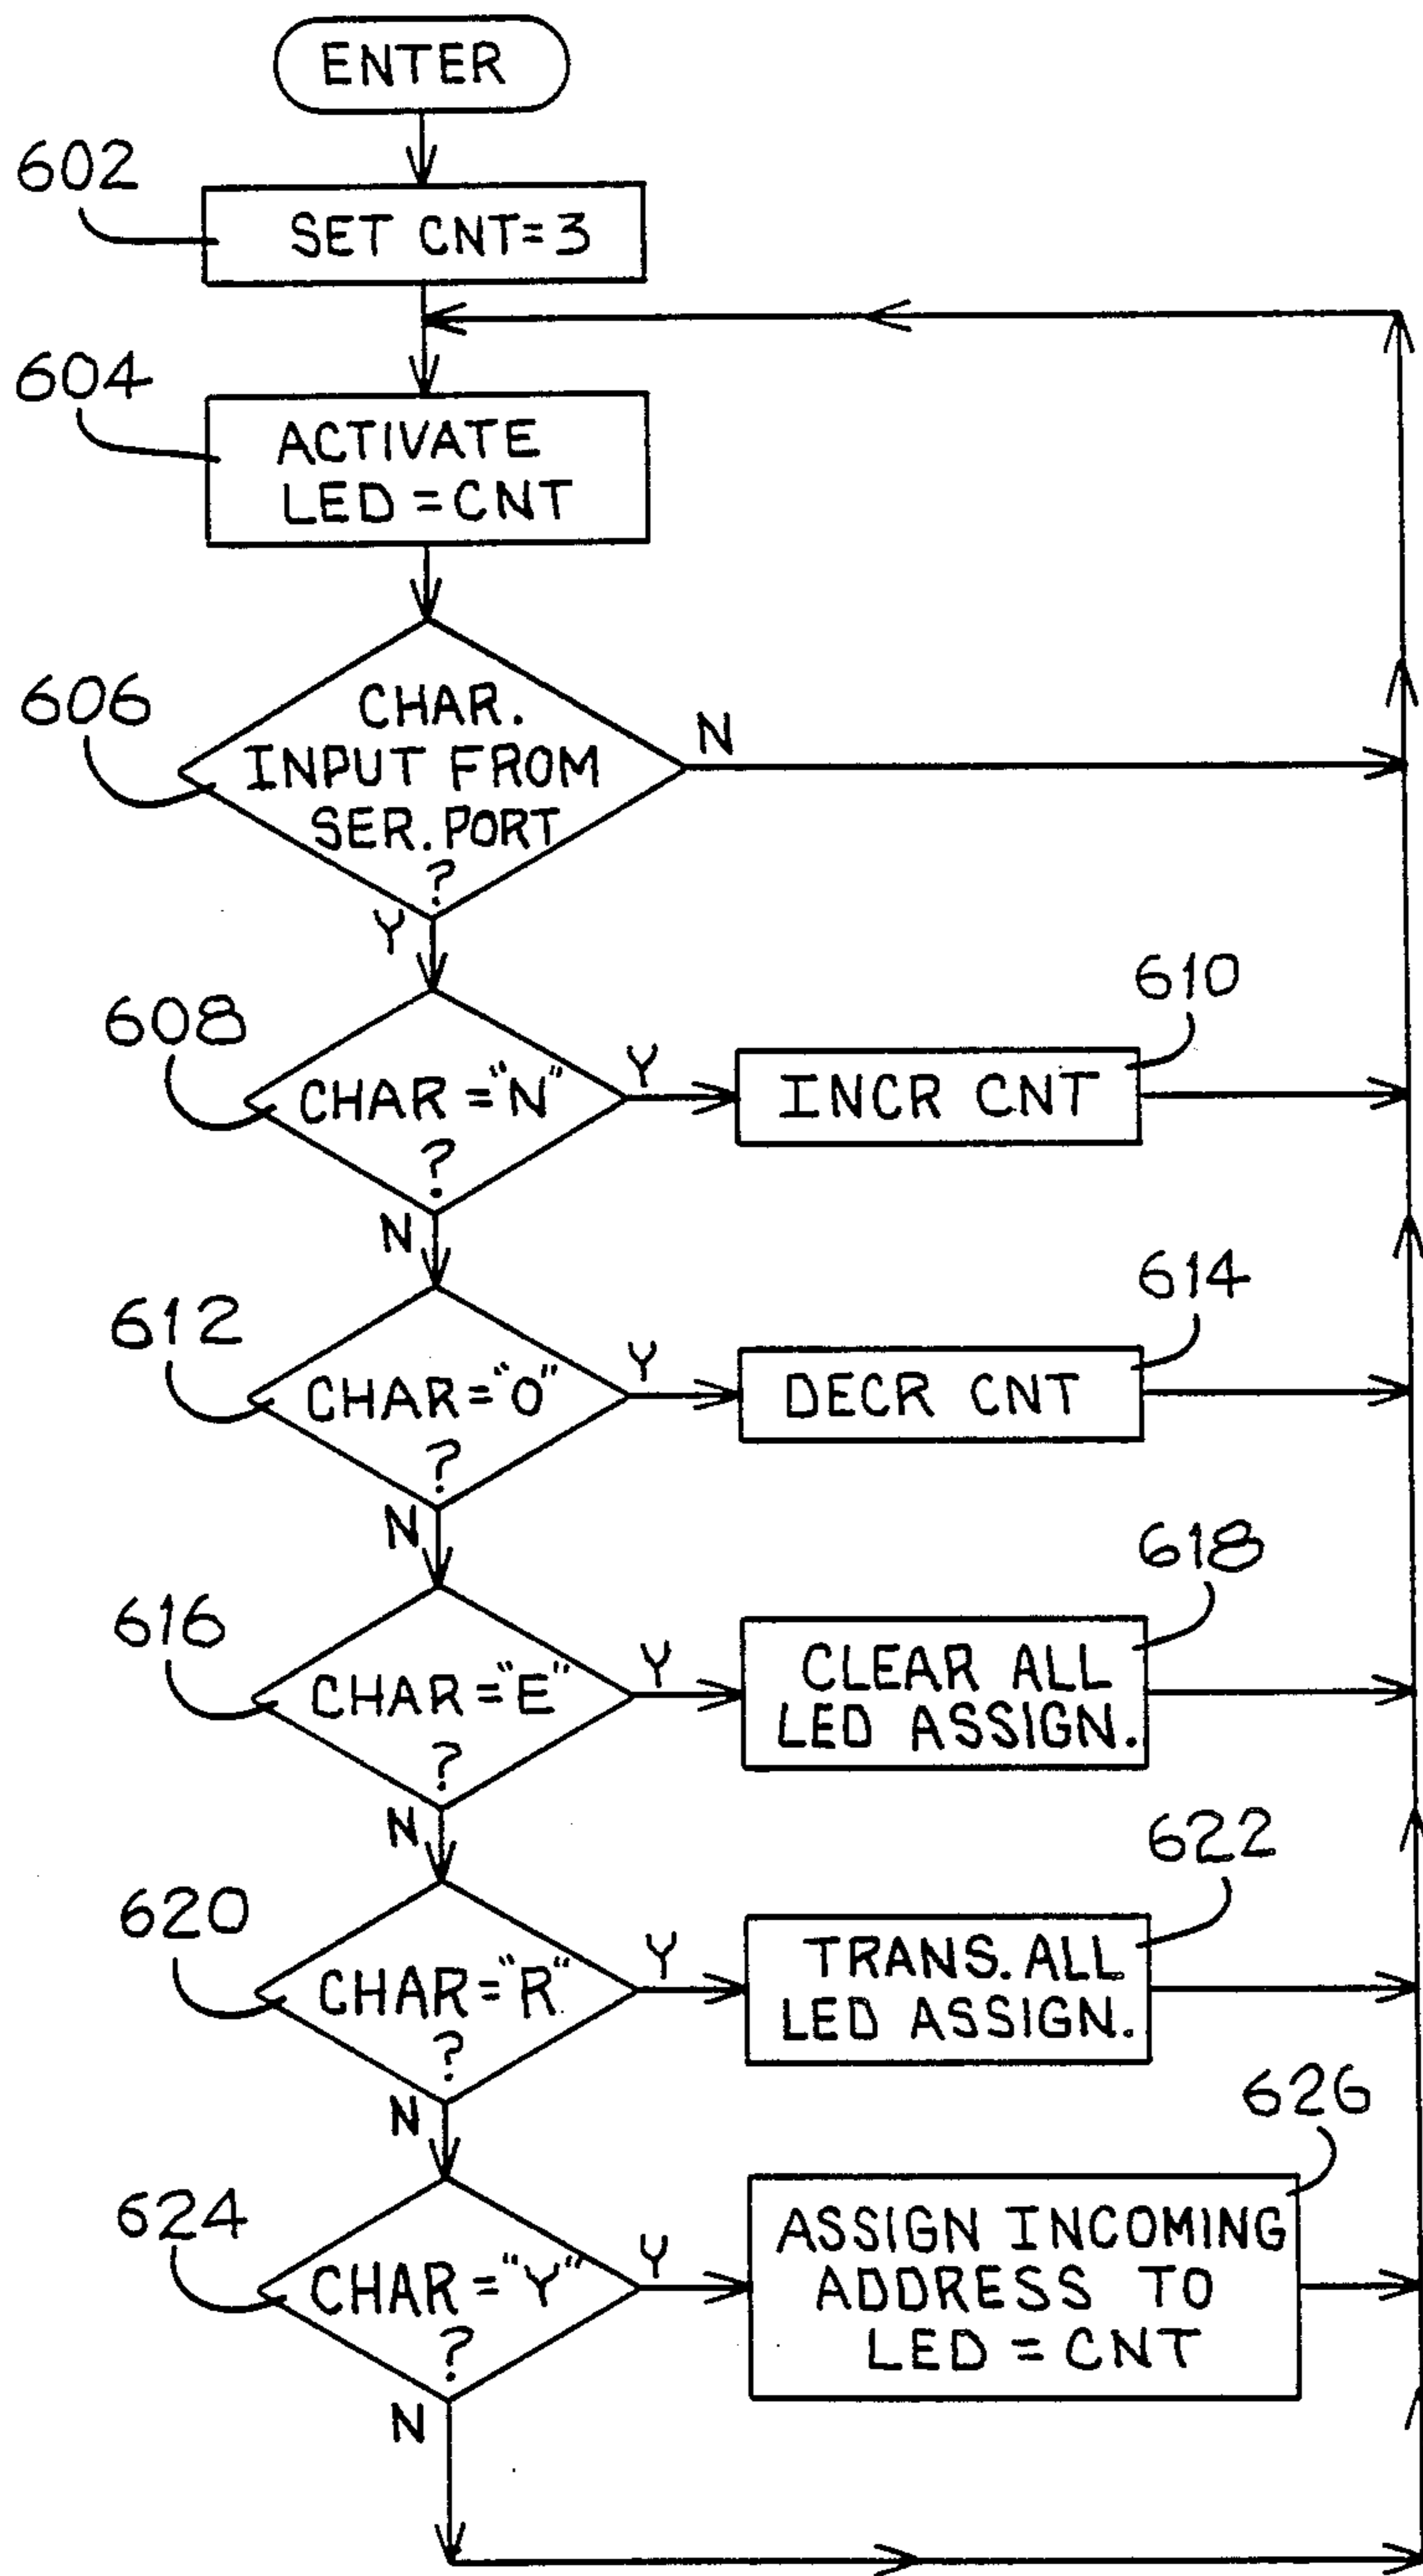 ENTER
602
SET CNT=3
604
ACTIVATE
LED = CNT
606
CHAR.
INPUT FROM
SER. PORT
?
N
Y
608
CHAR ="N"
?
Y
610
INCR CNT
N
612
CHAR ="O"
?
Y
614
DECR CNT
N
616
CHAR ="E"
?
Y
618
CLEAR ALL
LED ASSIGN.
N
620
CHAR ="R"
?
Y
622
TRANS. ALL
LED ASSIGN.
N
624
CHAR ="Y"
?
Y
626
ASSIGN INCOMING
ADDRESS TO
LED = CNT
N